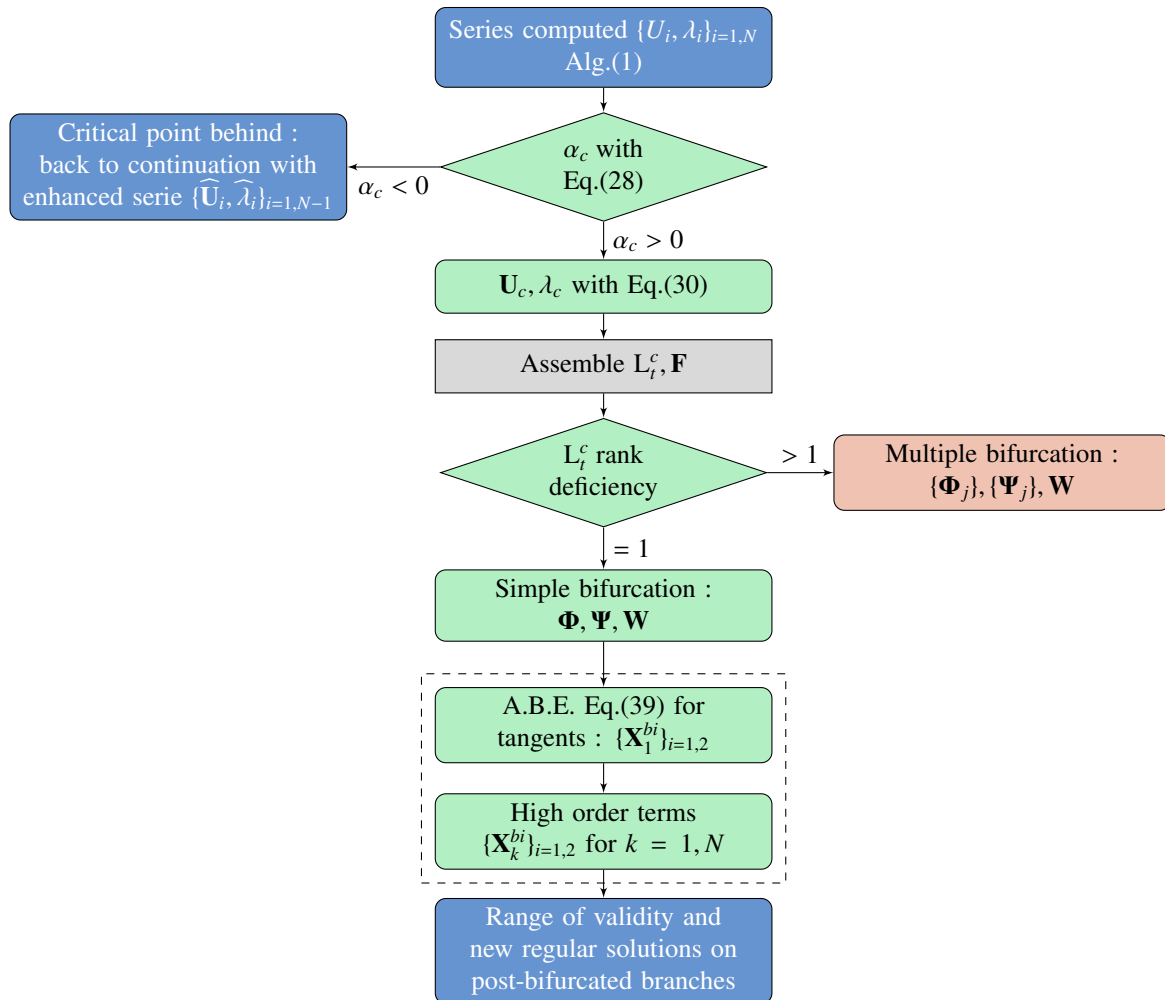 Series computed {U_i, λ_i}_{i=1,N}
Alg.(1)
Critical point behind :
back to continuation with
enhanced serie {\widehat{𝐔}_i, \widehat{λ}_i}_{i=1,N−1}
α_c < 0
α_c with
Eq.(28)
α_c > 0
𝐔_c, λ_c with Eq.(30)
Assemble L_t^c, 𝐅
L_t^c rank
deficiency
> 1
Multiple bifurcation :
{𝚽_j}, {𝚿_j}, 𝐖
= 1
Simple bifurcation :
𝚽, 𝚿, 𝐖
A.B.E. Eq.(39) for
tangents : {𝐗_1^{bi}}_{i=1,2}
High order terms
{𝐗_k^{bi}}_{i=1,2} for k = 1, N
Range of validity and
new regular solutions on
post-bifurcated branches